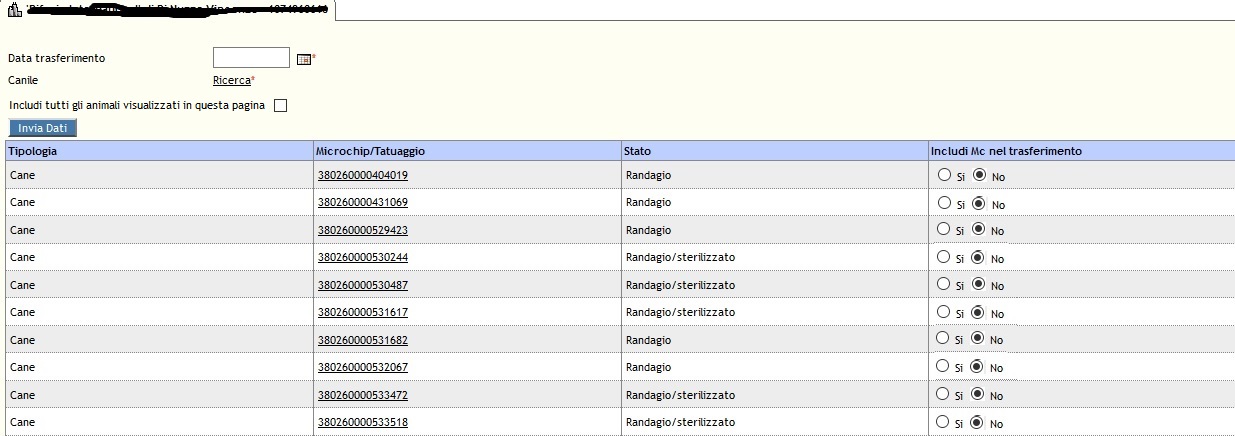 Data trasferimento *
Canile Ricerca*
Includi tutti gli animali visualizzati in questa pagina
Invia Dati
Tipologia Microchip/Tatuaggio Stato Includi Mc nel trasferimento
Cane 380260000404019 Randagio Si No
Cane 380260000431069 Randagio Si No
Cane 380260000529423 Randagio Si No
Cane 380260000530244 Randagio/sterilizzato Si No
Cane 380260000530487 Randagio/sterilizzato Si No
Cane 380260000531617 Randagio/sterilizzato Si No
Cane 380260000531682 Randagio Si No
Cane 380260000532067 Randagio Si No
Cane 380260000533472 Randagio/sterilizzato Si No
Cane 380260000533518 Randagio/sterilizzato Si No